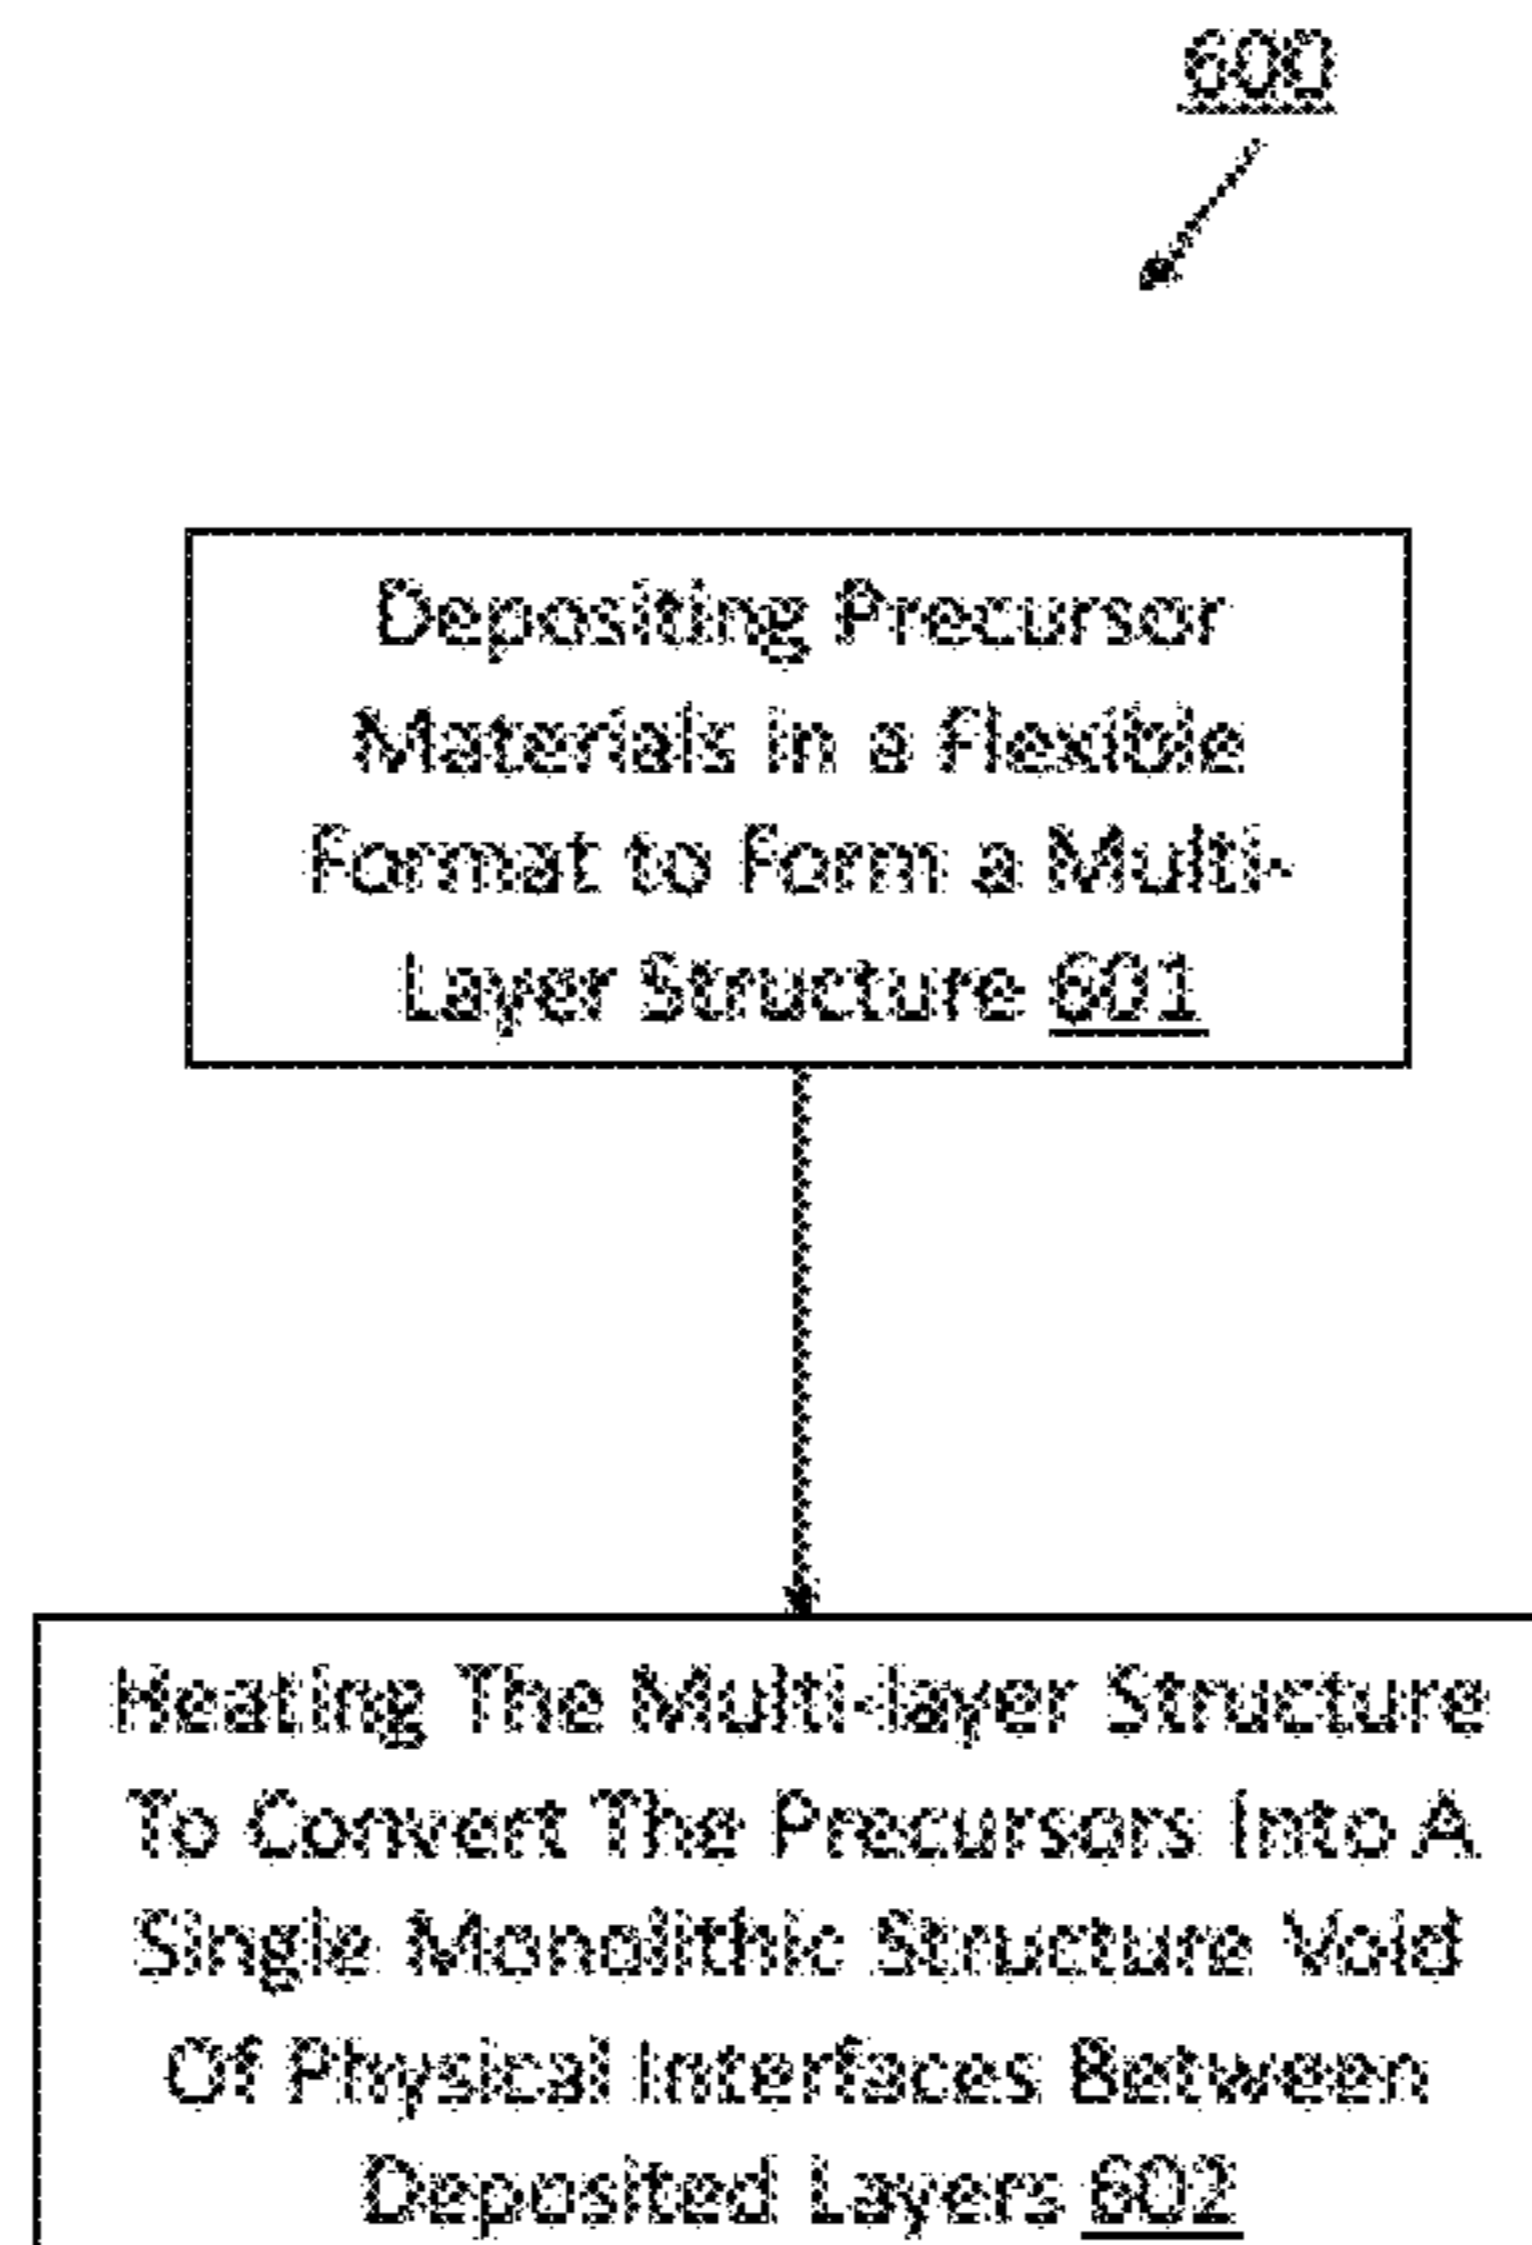 600
Depositing Precursor
Materials in a flexible
Format to Form a Multi-
Layer Structure 601
Heating The Multi-layer Structure
To Convert The Precursors Into A
Single Monolithic Structure Void
Of Physical Interfaces Between
Deposited Layers 602